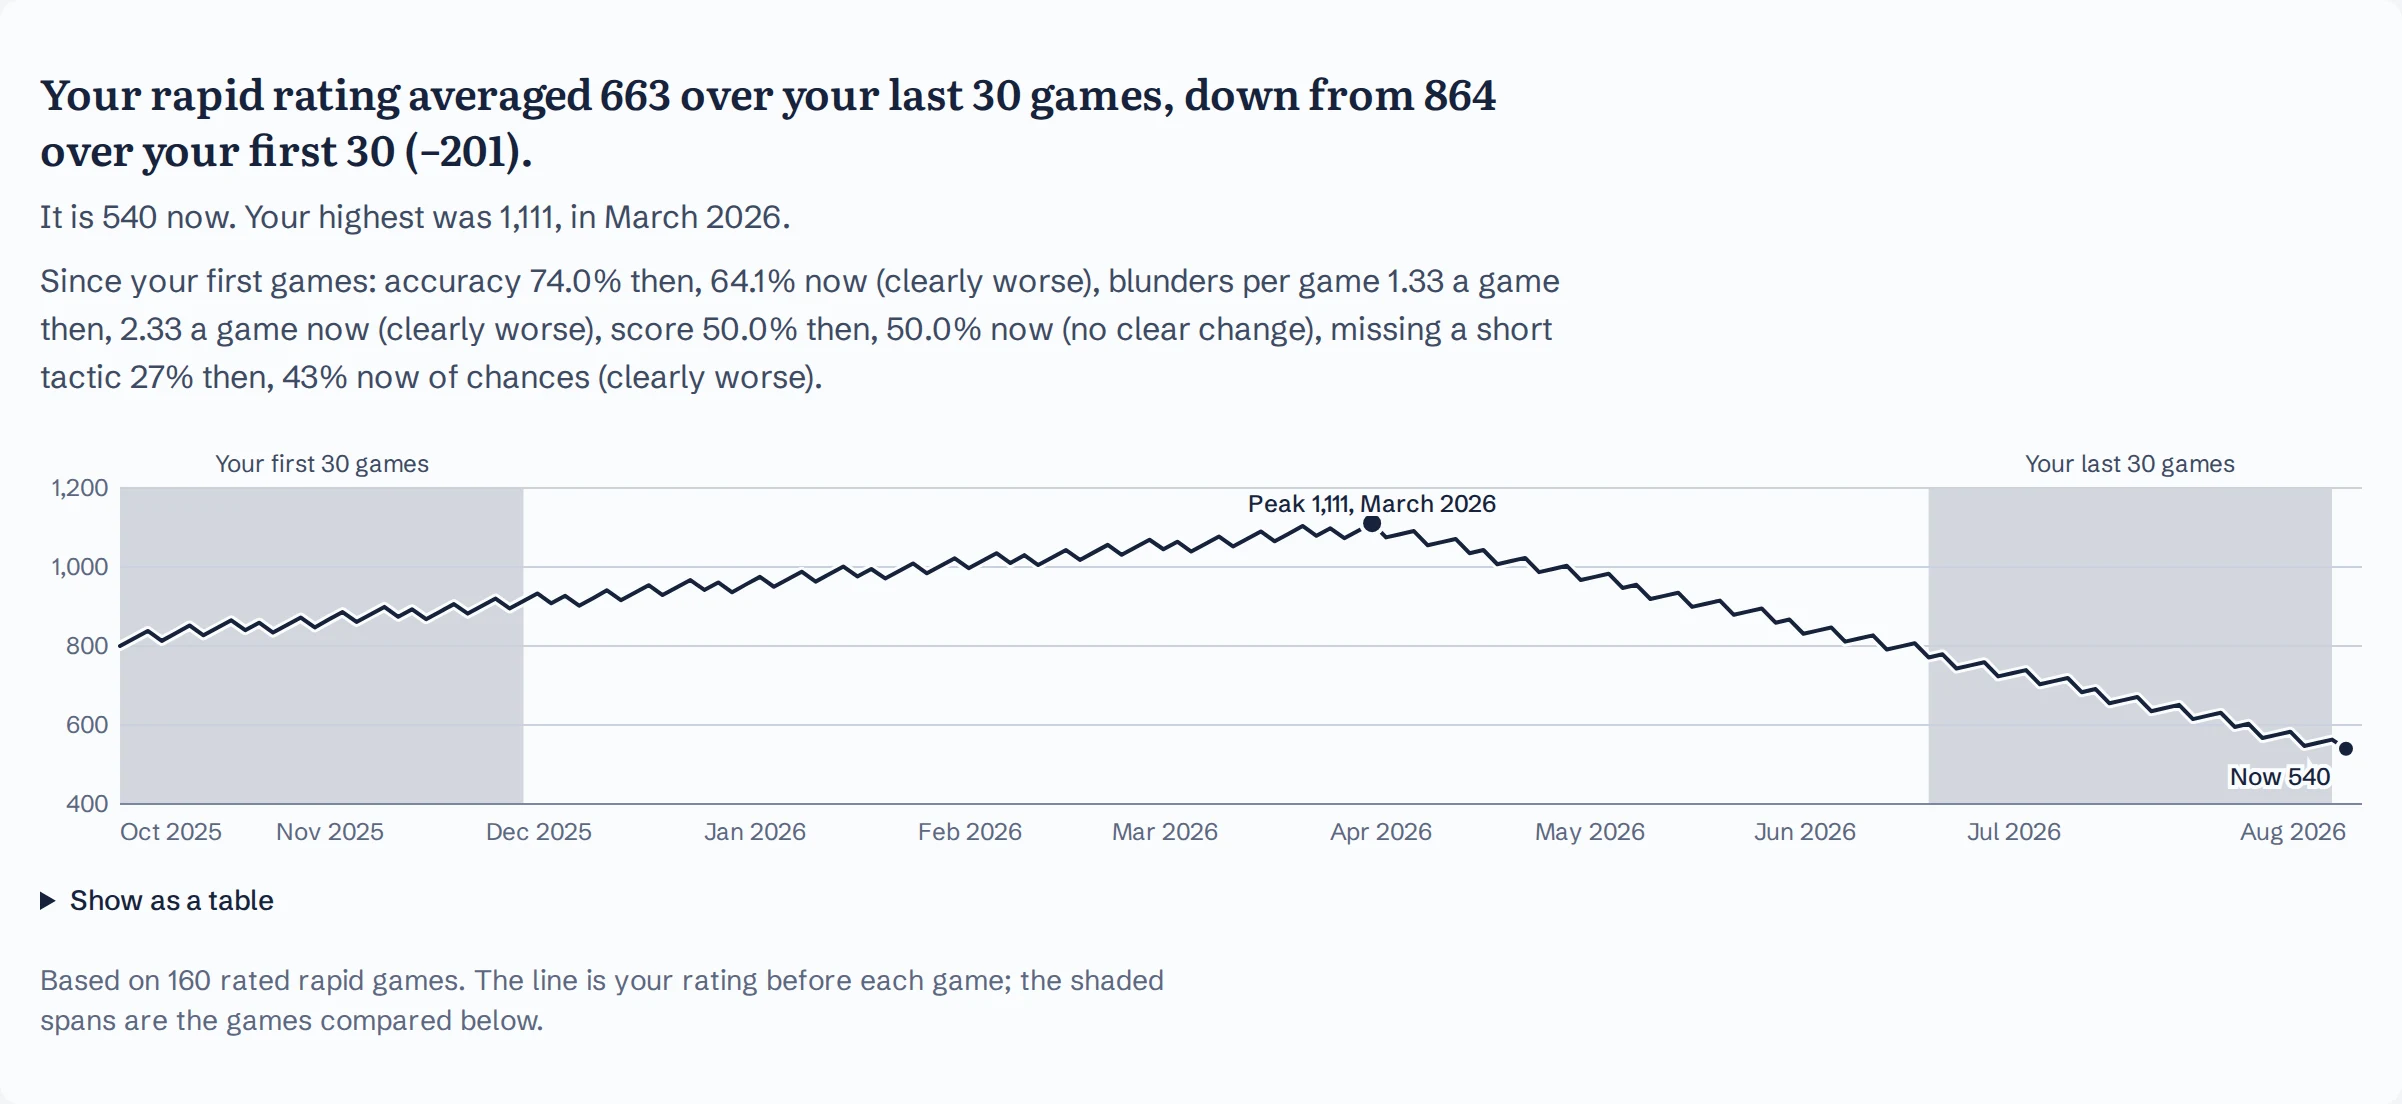 Your rapid rating averaged 663 over your last 30 games, down from 864
over your first 30 (–201).
It is 540 now. Your highest was 1,111, in March 2026.
Since your first games: accuracy 74.0% then, 64.1% now (clearly worse), blunders per game 1.33 a game
then, 2.33 a game now (clearly worse), score 50.0% then, 50.0% now (no clear change), missing a short
tactic 27% then, 43% now of chances (clearly worse).
Your first 30 games
Your last 30 games
1,200
Peak 1,111, March 2026
1,000
800
600
Now 540
400
Oct 2025 Nov 2025 Dec 2025 Jan 2026 Feb 2026 Mar 2026 Apr 2026 May 2026 Jun 2026 Jul 2026 Aug 2026
Show as a table
Based on 160 rated rapid games. The line is your rating before each game; the shaded
spans are the games compared below.